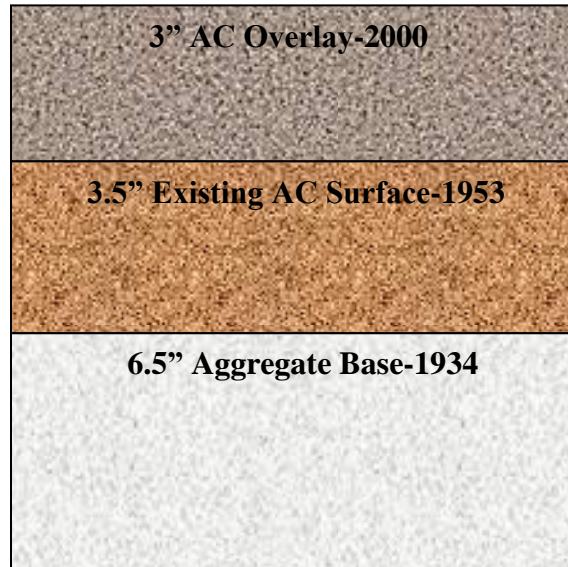 3” AC Overlay-2000
3.5” Existing AC Surface-1953
6.5” Aggregate Base-1934